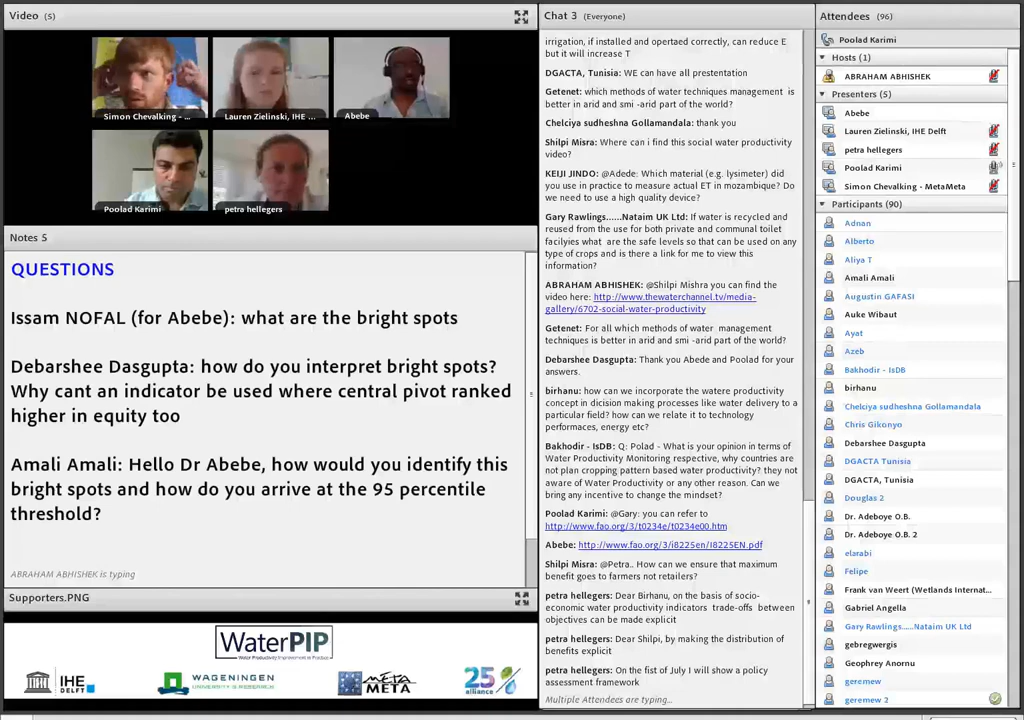 Video (5)
Simon Chevalking - ...
Lauren Zielinski, IHE ...
Abebe
Poolad Karimi
petra hellegers
Notes 5
QUESTIONS
Issam NOFAL (for Abebe): what are the bright spots
Debarshee Dasgupta: how do you interpret bright spots?
Why cant an indicator be used where central pivot ranked
higher in equity too
Amali Amali: Hello Dr Abebe, how would you identify this
bright spots and how do you arrive at the 95 percentile
threshold?
ABRAHAM ABHISHEK is typing
Supporters.PNG
WaterPIP
Water Productivity Improvement in Practice
IHE
DELFT
WAGENINGEN
UNIVERSITY & RESEARCH
META
META
25
alliance
Chat 3 (Everyone)
irrigation, if installed and opertaed correctly, can reduce E
but it will increase T
DGACTA, Tunisia: WE can have all prestentation
Getenet: which methods of water techniques management is
better in arid and smi -arid part of the world?
Chelciya sudheshna Gollamandala: thank you
Shilpi Misra: Where can i find this social water productivity
video?
KEIJI JINDO: @Adede: Which material (e.g. lysimeter) did
you use in practice to measure actual ET in mozambique? Do
we need to use a high quality device?
Gary Rawlings......Nataim UK Ltd: If water is recycled and
reused from the use for both private and communal toilet
facilyies what are the safe levels so that can be used on any
type of crops and is there a link for me to view this
information?
ABRAHAM ABHISHEK: @Shilpi Mishra you can find the
video here: http://www.thewaterchannel.tv/media-
gallery/6702-social-water-productivity
Getenet: For all which methods of water management
techniques is better in arid and smi -arid part of the world?
Debarshee Dasgupta: Thank you Abede and Poolad for your
answers.
birhanu: how can we incorporate the watere productivity
concept in dicision making processes like water delivery to a
particular field? how can we relate it to technology
performaces, energy etc?
Bakhodir - IsDB: Q: Polad - What is your opinion in terms of
Water Productivity Monitoring respective, why countries are
not plan cropping pattern based water productivity? they not
aware of Water Productivity or any other reason. Can we
bring any incentive to change the mindset?
Poolad Karimi: @Gary: you can refer to
http://www.fao.org/3/t0234e/t0234e00.htm
Abebe: http://www.fao.org/3/i8225en/I8225EN.pdf
Shilpi Misra: @Petra.. How can we ensure that maximum
benefit goes to farmers not retailers?
petra hellegers: Dear Birhanu, on the basis of socio-
economic water productivity indicators trade-offs between
objectives can be made explicit
petra hellegers: Dear Shilpi, by making the distribution of
benefits explicit
petra hellegers: On the fist of July I will show a policy
assessment framework
Multiple Attendees are typing...
Attendees (96)
Poolad Karimi
Hosts (1)
ABRAHAM ABHISHEK
Presenters (5)
Abebe
Lauren Zielinski, IHE Delft
petra hellegers
Poolad Karimi
Simon Chevalking - MetaMeta
Participants (90)
Adnan
Alberto
Aliya T
Amali Amali
Augustin GAFASI
Auke Wibaut
Ayat
Azeb
Bakhodir - IsDB
birhanu
Chelciya sudheshna Gollamandala
Chris Gikonyo
Debarshee Dasgupta
DGACTA Tunisia
DGACTA, Tunisia
Douglas 2
Dr. Adeboye O.B.
Dr. Adeboye O.B. 2
elarabi
Felipe
Frank van Weert (Wetlands Internat...
Gabriel Angella
Gary Rawlings......Nataim UK Ltd
gebregwergis
Geophrey Anornu
geremew
geremew 2